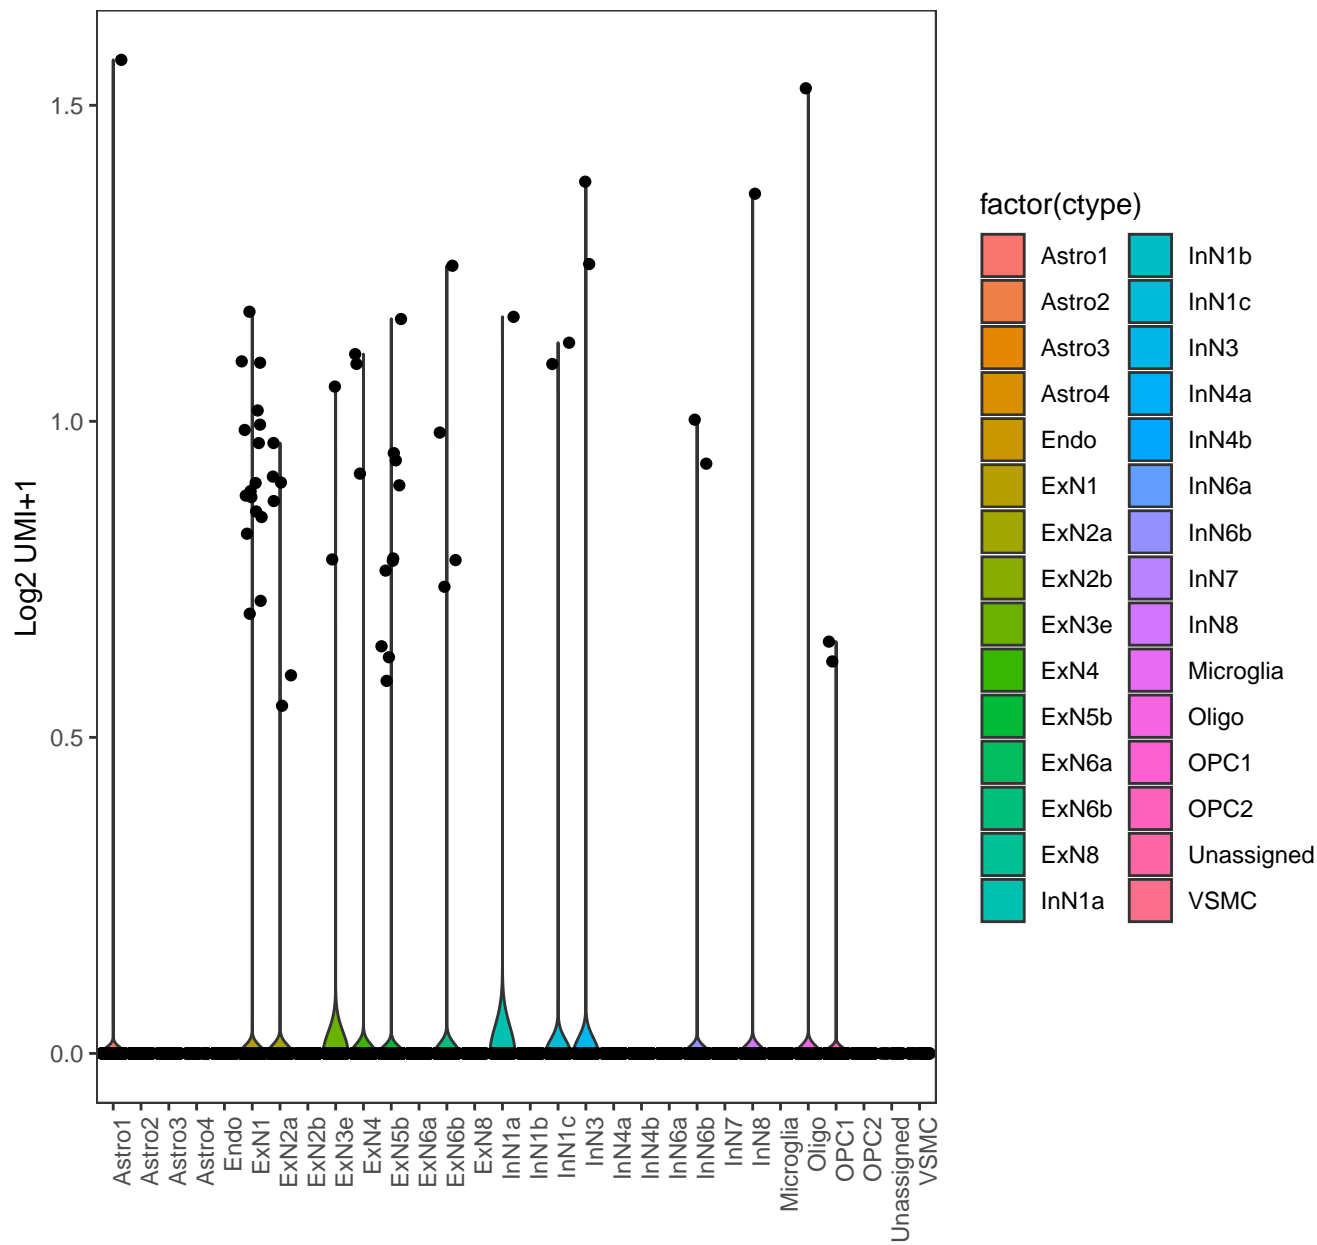 Log2 UMI+1
1.5
1.0
0.5
0.0
Astro1
Astro2
Astro3
Astro4
Endo
ExN1
ExN2a
ExN2b
ExN3e
ExN4
ExN5b
ExN6a
ExN6b
ExN8
InN1a
InN1b
InN1c
InN3
InN4a
InN4b
InN6a
InN6b
InN7
InN8
Microglia
Oligo
OPC1
OPC2
Unassigned
VSMC
factor(ctype)
Astro1
Astro2
Astro3
Astro4
Endo
ExN1
ExN2a
ExN2b
ExN3e
ExN4
ExN5b
ExN6a
ExN6b
ExN8
InN1a
InN1b
InN1c
InN3
InN4a
InN4b
InN6a
InN6b
InN7
InN8
Microglia
Oligo
OPC1
OPC2
Unassigned
VSMC